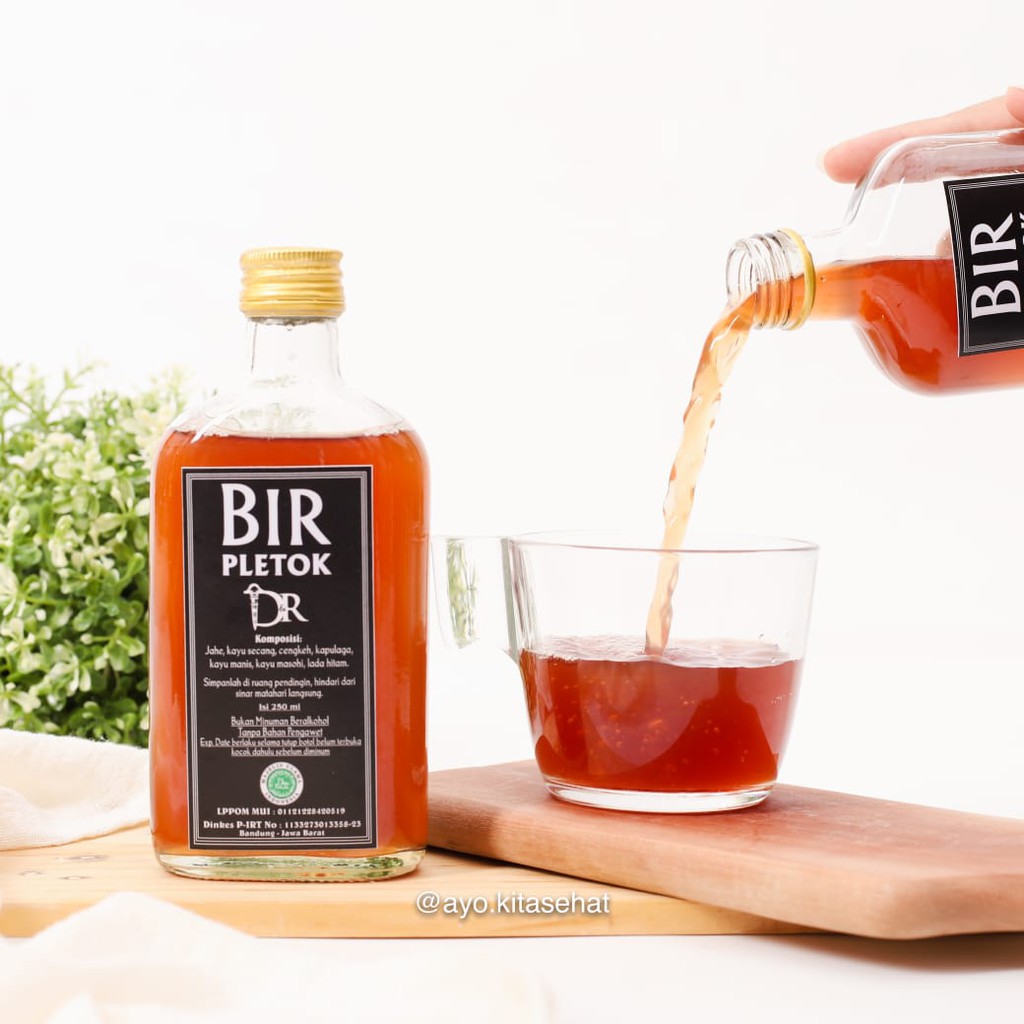 BIR
PLETOK
D&R
Komposisi:
Jahe, kayu secang, cengkeh, kapulaga,
kayu manis, kayu masohi, lada hitam.
Simpanlah di ruang pendingin, hindari dari
sinar matahari langsung.
Isi 250 ml
Bukan Minuman Beralkohol
Tanpa Bahan Pengawet
Exp. Date berlaku selama tutup botol belum terbuka
kocok dahulu sebelum diminum
MAJELIS ULAMA
INDONESIA
LPPOM MUI : 01121228420519
Dinkes P-IRT No : 1133273013358-23
Bandung - Jawa Barat
BIR
@ayo.kitasehat